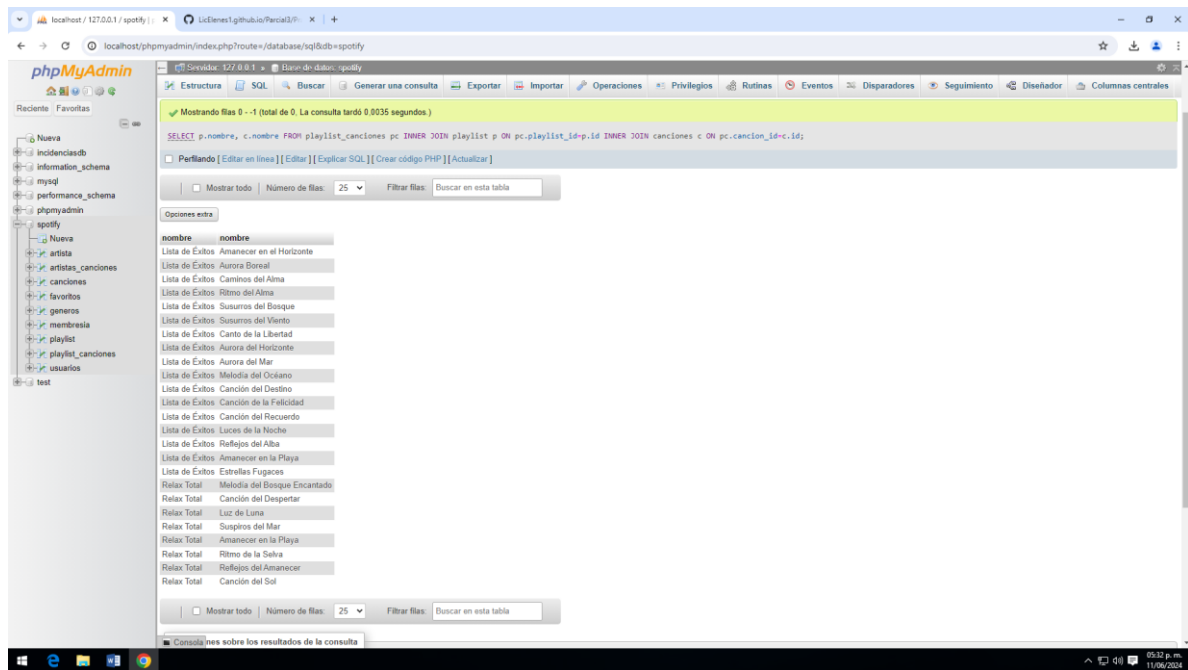 localhost / 127.0.0.1 / spotify |
LicElenes1.github.io/Parcial3/P
localhost/phpmyadmin/index.php?route=/database/sql&db=spotify
phpMyAdmin
Reciente Favoritas
Nueva
incidenciasdb
information_schema
mysql
performance_schema
phpmyadmin
spotify
Nueva
artista
artistas_canciones
canciones
favoritos
generos
membresia
playlist
playlist_canciones
usuarios
test
Servidor: 127.0.0.1 » Base de datos: spotify
Estructura SQL Buscar Generar una consulta Exportar Importar Operaciones Privilegios Rutinas Eventos Disparadores Seguimiento Diseñador Columnas centrales
Mostrando filas 0 - -1 (total de 0, La consulta tardó 0,0035 segundos.)
SELECT p.nombre, c.nombre FROM playlist_canciones pc INNER JOIN playlist p ON pc.playlist_id=p.id INNER JOIN canciones c ON pc.cancion_id=c.id;
Perfilando [ Editar en línea ] [ Editar ] [ Explicar SQL ] [ Crear código PHP ] [ Actualizar ]
Mostrar todo | Número de filas: 25 Filtrar filas: Buscar en esta tabla
Opciones extra
nombre nombre
Lista de Éxitos Amanecer en el Horizonte
Lista de Éxitos Aurora Boreal
Lista de Éxitos Caminos del Alma
Lista de Éxitos Ritmo del Alma
Lista de Éxitos Susurros del Bosque
Lista de Éxitos Susurros del Viento
Lista de Éxitos Canto de la Libertad
Lista de Éxitos Aurora del Horizonte
Lista de Éxitos Aurora del Mar
Lista de Éxitos Melodía del Océano
Lista de Éxitos Canción del Destino
Lista de Éxitos Canción de la Felicidad
Lista de Éxitos Canción del Recuerdo
Lista de Éxitos Luces de la Noche
Lista de Éxitos Reflejos del Alba
Lista de Éxitos Amanecer en la Playa
Lista de Éxitos Estrellas Fugaces
Relax Total Melodía del Bosque Encantado
Relax Total Canción del Despertar
Relax Total Luz de Luna
Relax Total Suspiros del Mar
Relax Total Amanecer en la Playa
Relax Total Ritmo de la Selva
Relax Total Reflejos del Amanecer
Relax Total Canción del Sol
Mostrar todo | Número de filas: 25 Filtrar filas: Buscar en esta tabla
Consola nes sobre los resultados de la consulta
05:32 p. m.
11/06/2024